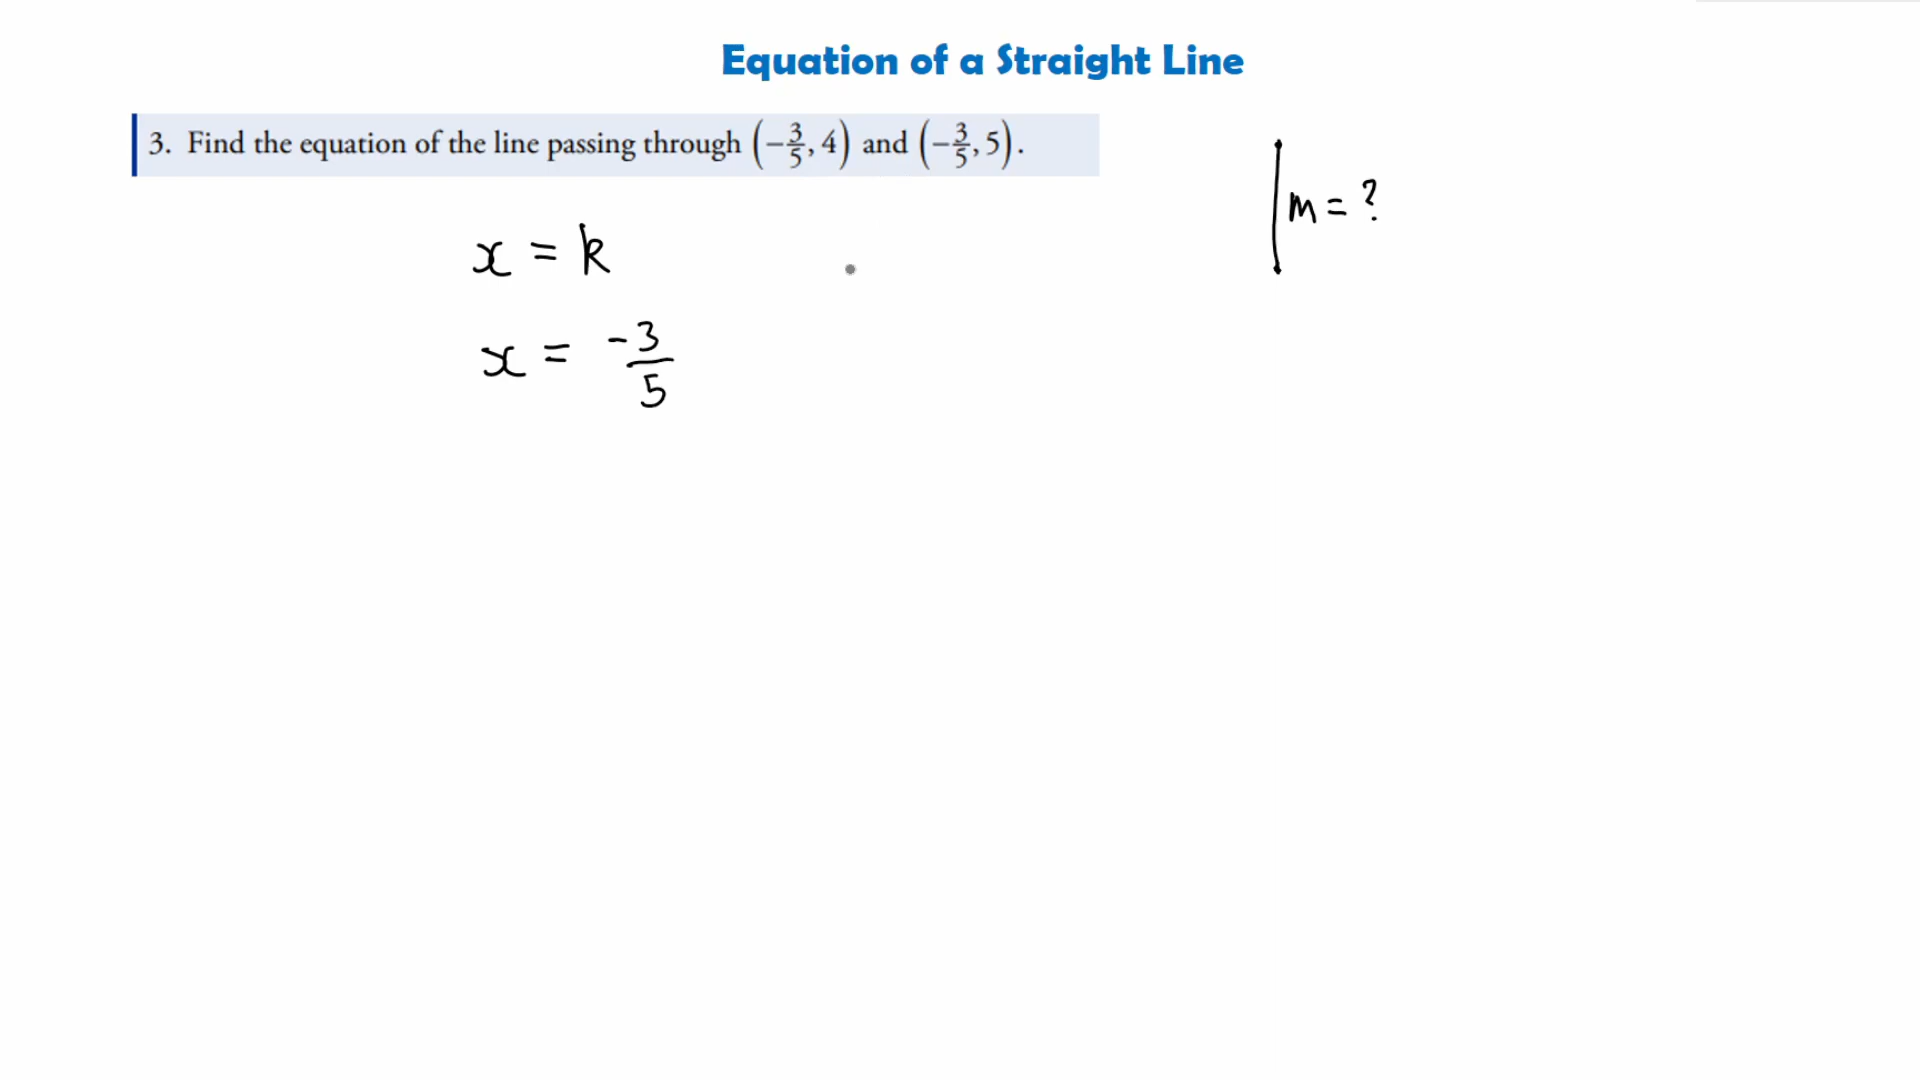 Equation of a Straight Line
3. Find the equation of the line passing through (−3/5, 4) and (−3/5, 5).
m = ?
x = k
x = -3/5